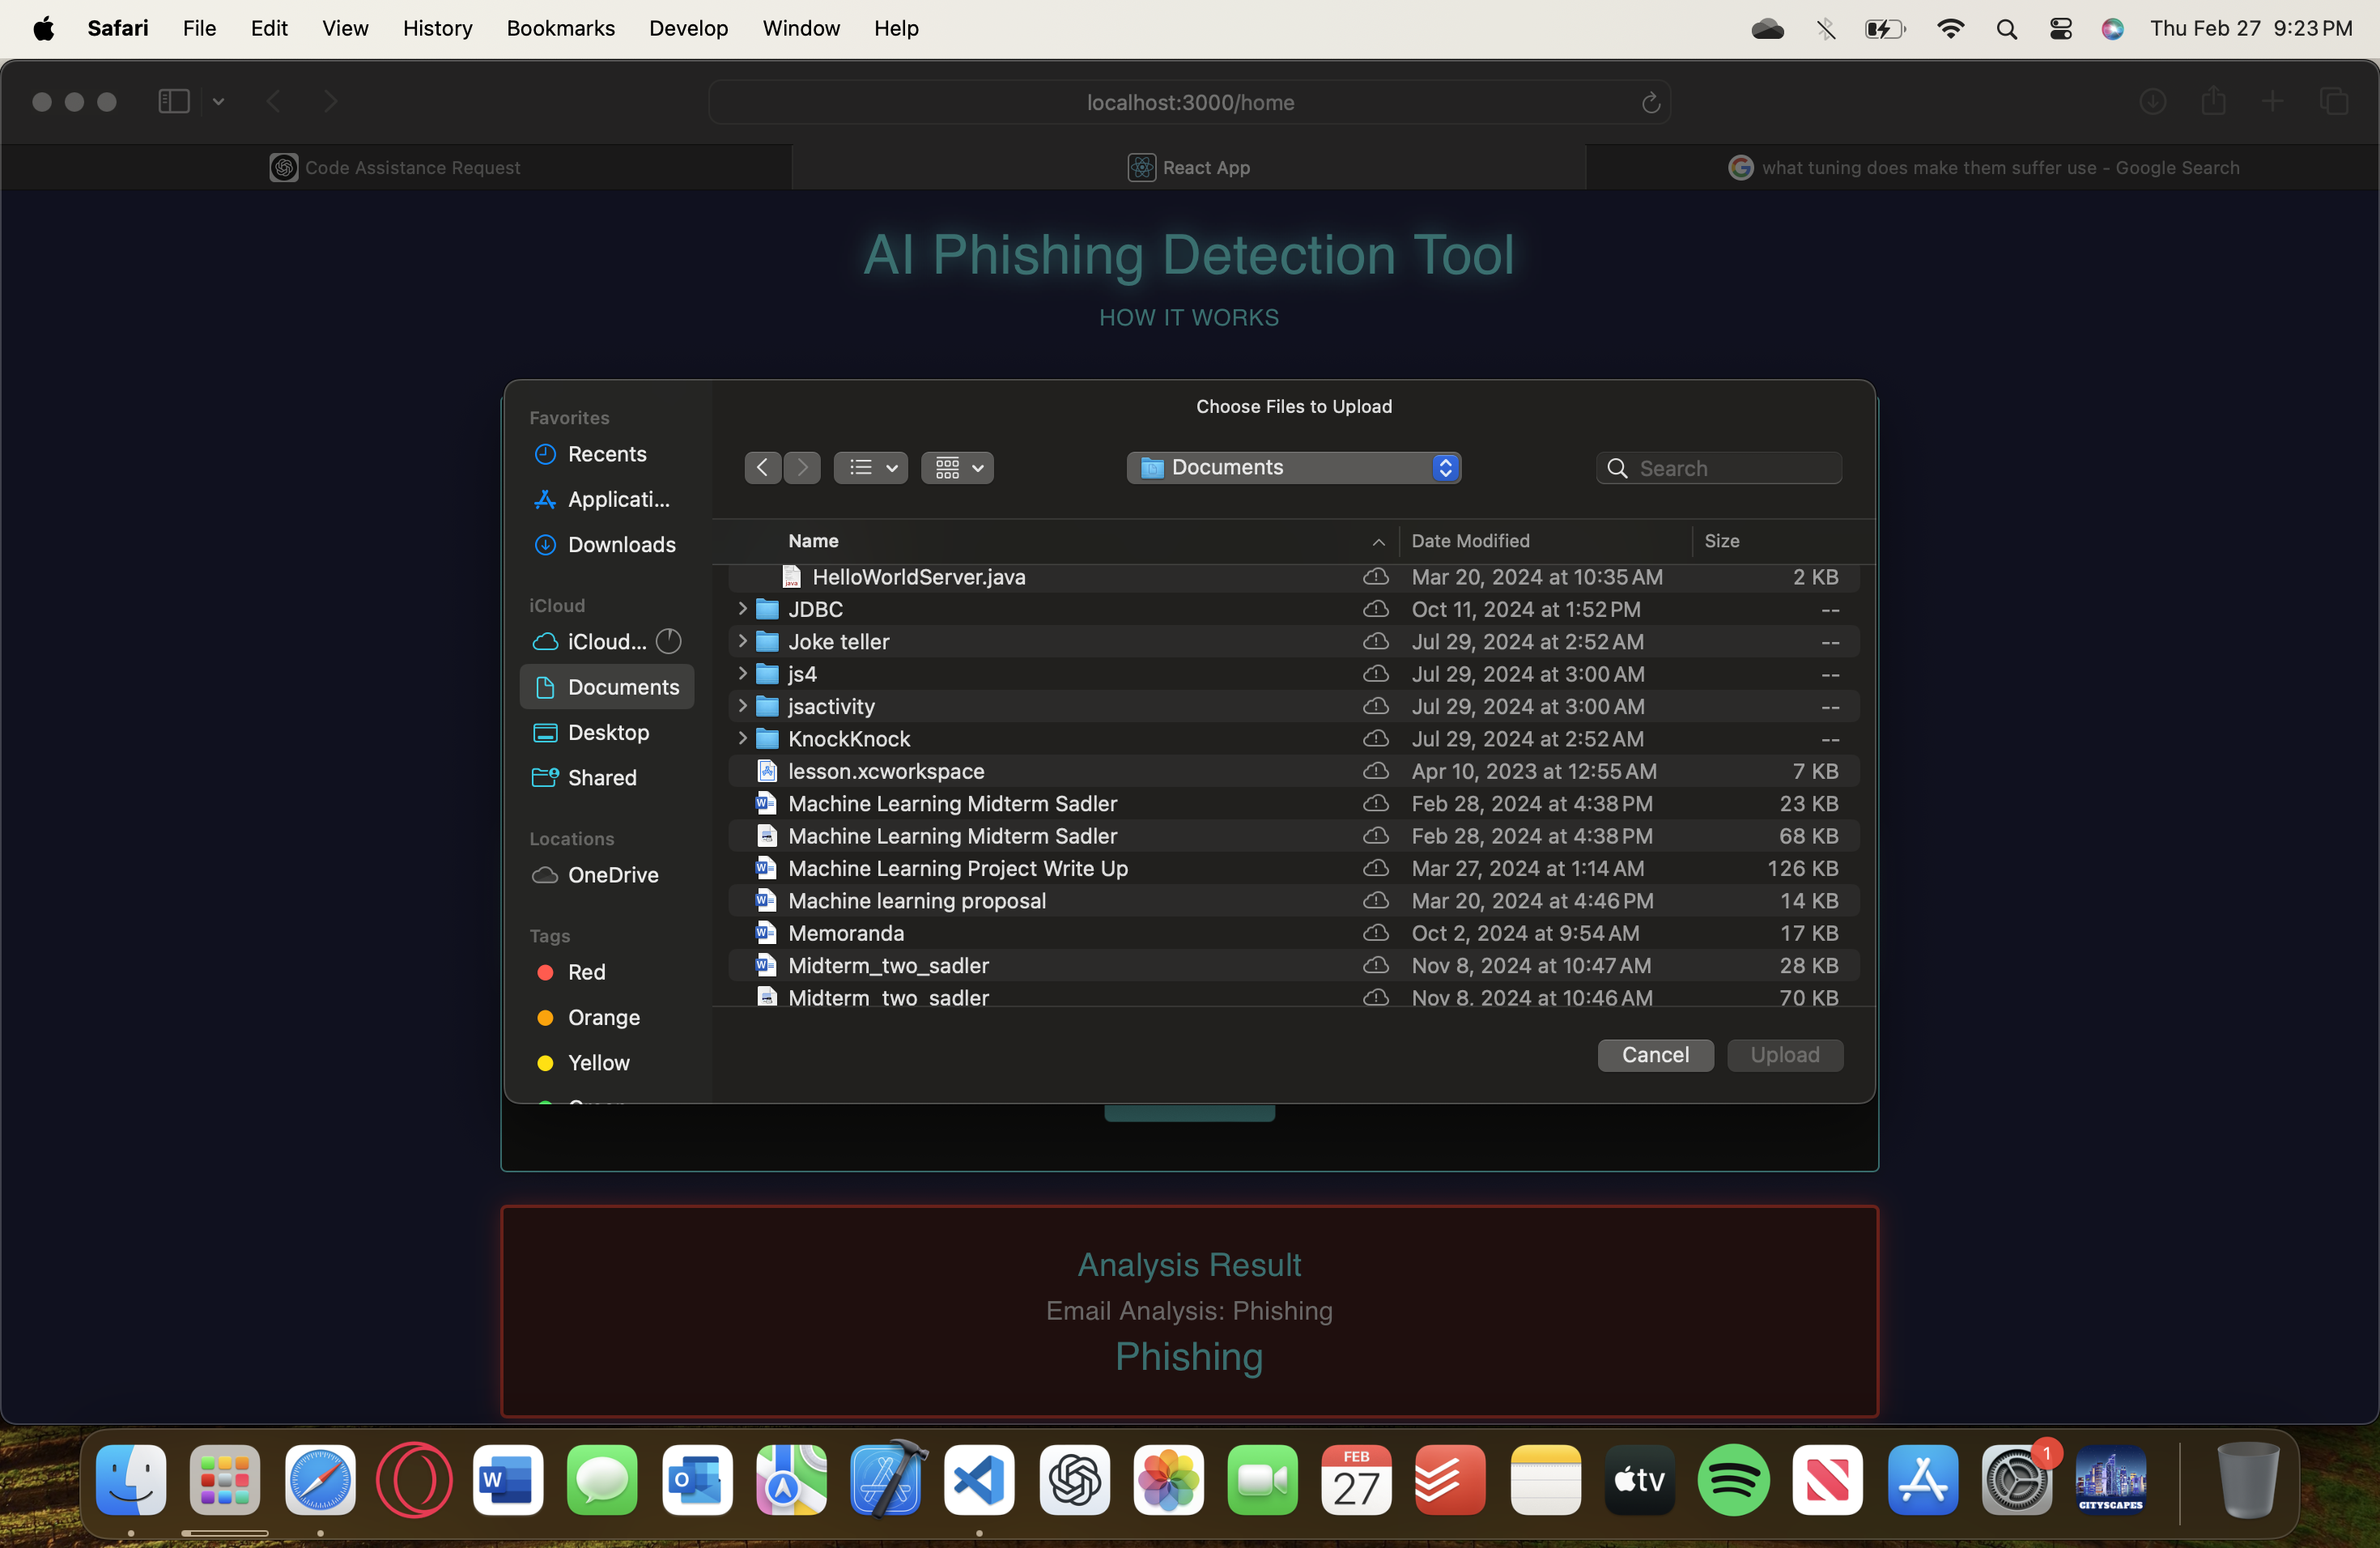 Safari File Edit View History Bookmarks Develop Window Help Thu Feb 27 9:23 PM
localhost:3000/home
Code Assistance Request React App what tuning does make them suffer use - Google Search
AI Phishing Detection Tool
HOW IT WORKS
Choose Files to Upload
Favorites
Recents
Applicati...
Downloads
iCloud
iCloud...
Documents
Desktop
Shared
Locations
OneDrive
Tags
Red
Orange
Yellow
Documents Search
Name Date Modified Size
HelloWorldServer.java Mar 20, 2024 at 10:35 AM 2 KB
JDBC Oct 11, 2024 at 1:52 PM --
Joke teller Jul 29, 2024 at 2:52 AM --
js4 Jul 29, 2024 at 3:00 AM --
jsactivity Jul 29, 2024 at 3:00 AM --
KnockKnock Jul 29, 2024 at 2:52 AM --
lesson.xcworkspace Apr 10, 2023 at 12:55 AM 7 KB
Machine Learning Midterm Sadler Feb 28, 2024 at 4:38 PM 23 KB
Machine Learning Midterm Sadler Feb 28, 2024 at 4:38 PM 68 KB
Machine Learning Project Write Up Mar 27, 2024 at 1:14 AM 126 KB
Machine learning proposal Mar 20, 2024 at 4:46 PM 14 KB
Memoranda Oct 2, 2024 at 9:54 AM 17 KB
Midterm_two_sadler Nov 8, 2024 at 10:47 AM 28 KB
Midterm_two_sadler Nov 8, 2024 at 10:46 AM 70 KB
Cancel Upload
Analysis Result
Email Analysis: Phishing
Phishing
FEB
27
tv
1
CITYSCAPES